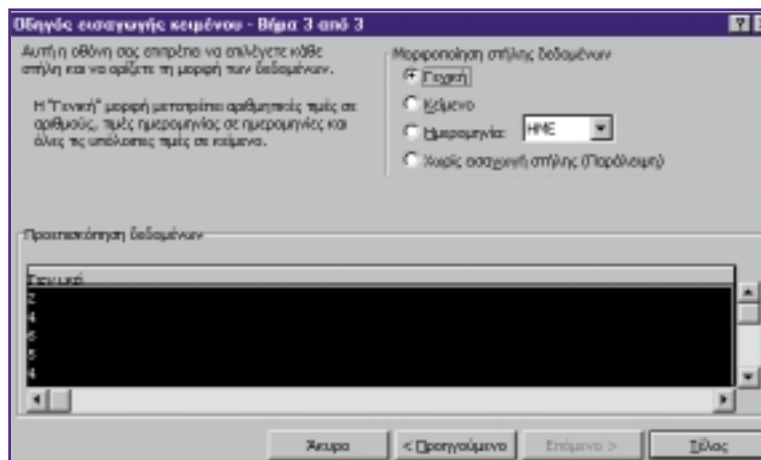 Οδηγός εισαγωγής κειμένου - Βήμα 3 από 3
Αυτή η οθόνη σας επιτρέπει να επιλέγετε κάθε
στήλη και να ορίζετε τη μορφή των δεδομένων.
Η "Γενική" μορφή μετατρέπει αριθμητικές τιμές σε
αριθμούς, τιμές ημερομηνίας σε ημερομηνίες και
όλες τις υπόλοιπες τιμές σε κείμενο.
Μορφοποίηση στήλης δεδομένων
Γενική
Κείμενο
Ημερομηνία: ΗΜΕ
Χωρίς εισαγωγή στήλης (Παράλειψη)
Προεπισκόπηση δεδομένων
Γενική
2
4
6
5
4
Άκυρο
< Προηγούμενο
Επόμενο >
Τέλος